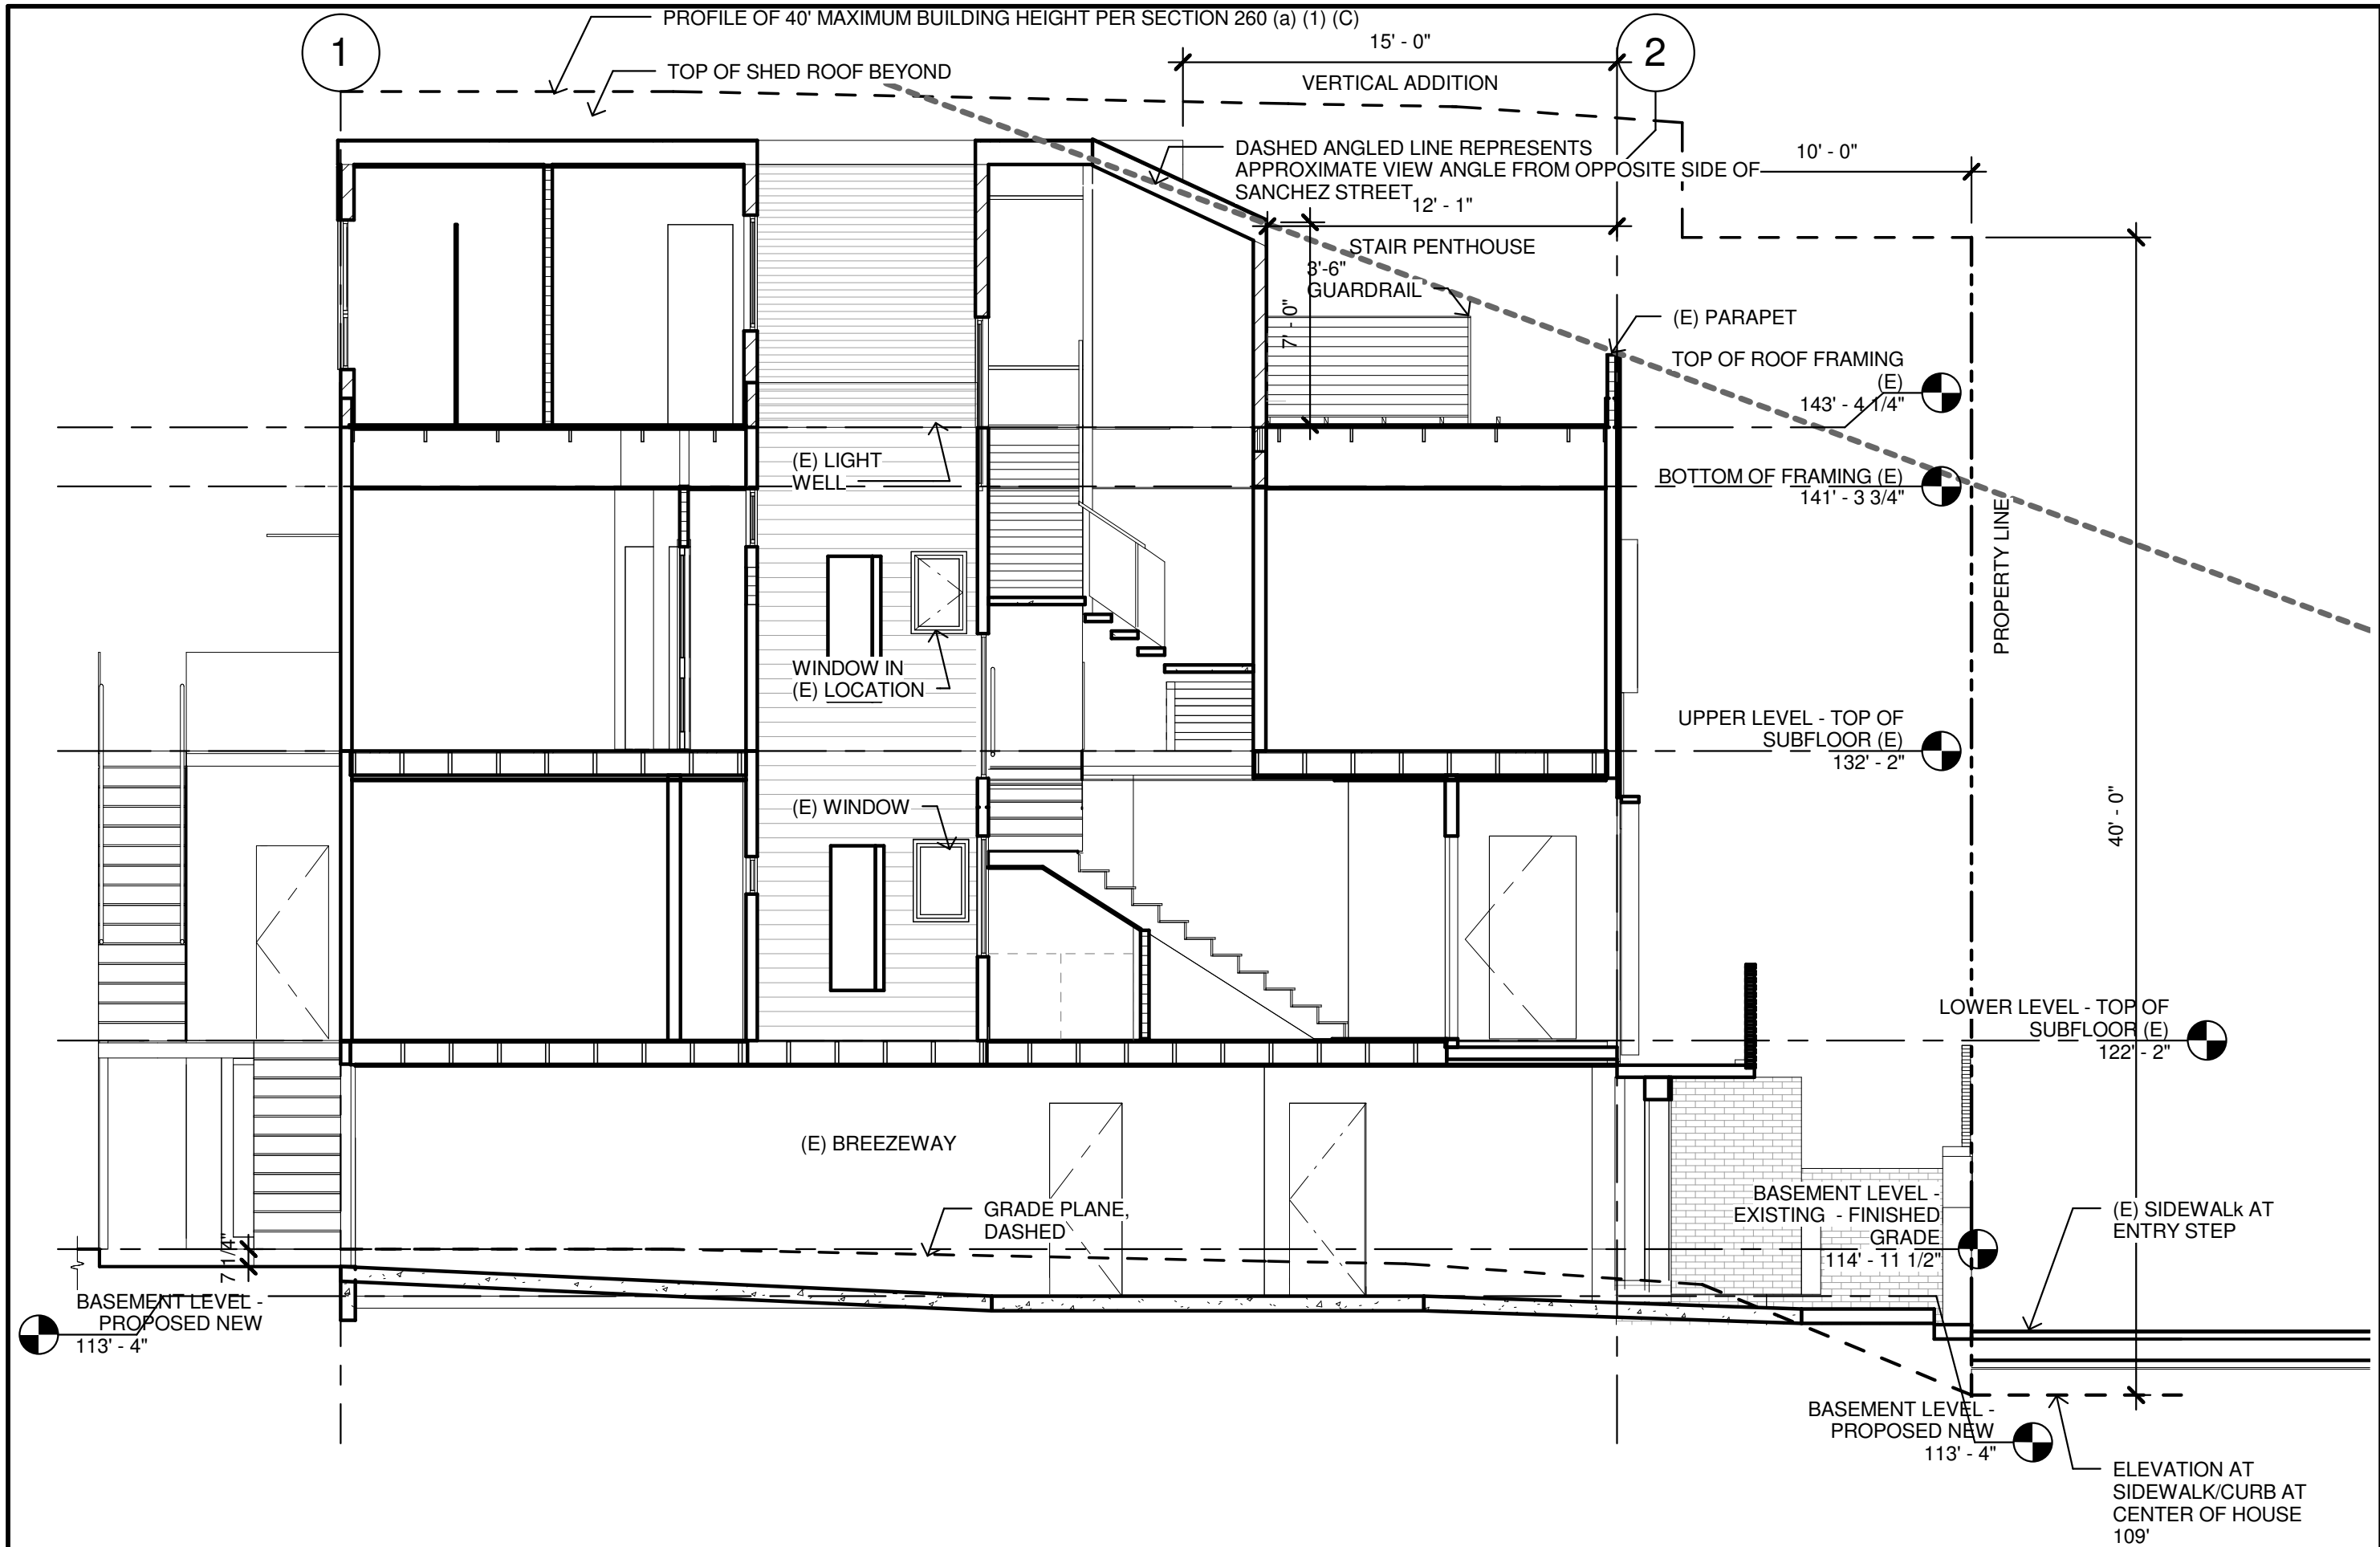 PROFILE OF 40' MAXIMUM BUILDING HEIGHT PER SECTION 260 (a) (1) (C)
1
15' - 0"
2
TOP OF SHED ROOF BEYOND
VERTICAL ADDITION
DASHED ANGLED LINE REPRESENTS
APPROXIMATE VIEW ANGLE FROM OPPOSITE SIDE OF
SANCHEZ STREET
10' - 0"
12' - 1"
STAIR PENTHOUSE
3'-6"
GUARDRAIL
7' - 0"
(E) PARAPET
TOP OF ROOF FRAMING
(E)
143' - 4 1/4"
(E) LIGHT
WELL
BOTTOM OF FRAMING (E)
141' - 3 3/4"
PROPERTY LINE
WINDOW IN
(E) LOCATION
UPPER LEVEL - TOP OF
SUBFLOOR (E)
132' - 2"
(E) WINDOW
40' - 0"
LOWER LEVEL - TOP OF
SUBFLOOR (E)
122' - 2"
(E) BREEZEWAY
GRADE PLANE,
DASHED
BASEMENT LEVEL -
EXISTING - FINISHED
GRADE
114' - 11 1/2"
(E) SIDEWALk AT
ENTRY STEP
7 1/4"
BASEMENT LEVEL -
PROPOSED NEW
113' - 4"
BASEMENT LEVEL -
PROPOSED NEW
113' - 4"
ELEVATION AT
SIDEWALK/CURB AT
CENTER OF HOUSE
109'